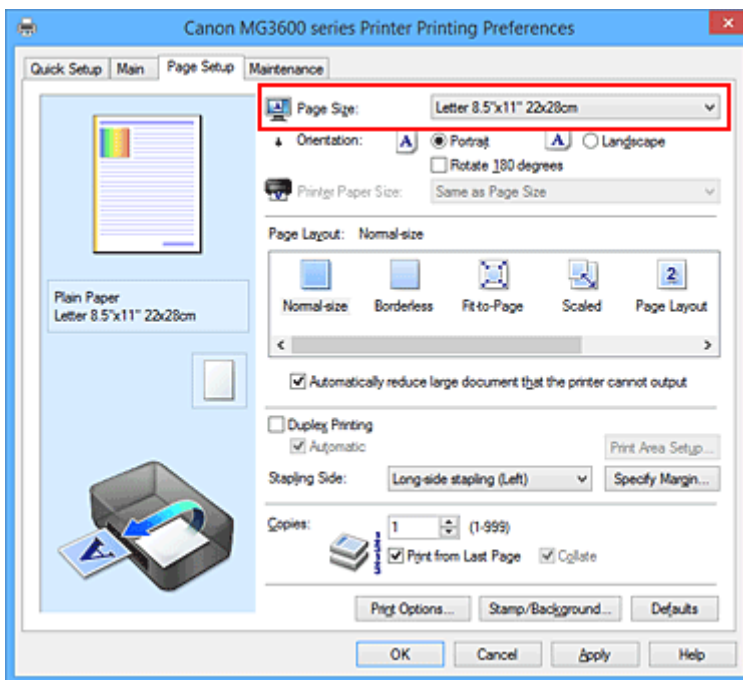 Canon MG3600 series Printer Printing Preferences
Quick Setup Main Page Setup Maintenance
Page Size: Letter 8.5"x11" 22x28cm
Orientation: A Portrait A Landscape
Rotate 180 degrees
Printer Paper Size: Same as Page Size
Page Layout: Normal-size
2
Normal-size Borderless Fit-to-Page Scaled Page Layout
Plain Paper
Letter 8.5"x11" 22x28cm
Automatically reduce large document that the printer cannot output
Duplex Printing
Automatic
Print Area Setup...
Stapling Side: Long-side stapling (Left) Specify Margin...
Copies: 1 (1-999)
Print from Last Page Collate
A
Print Options... Stamp/Background... Defaults
OK Cancel Apply Help